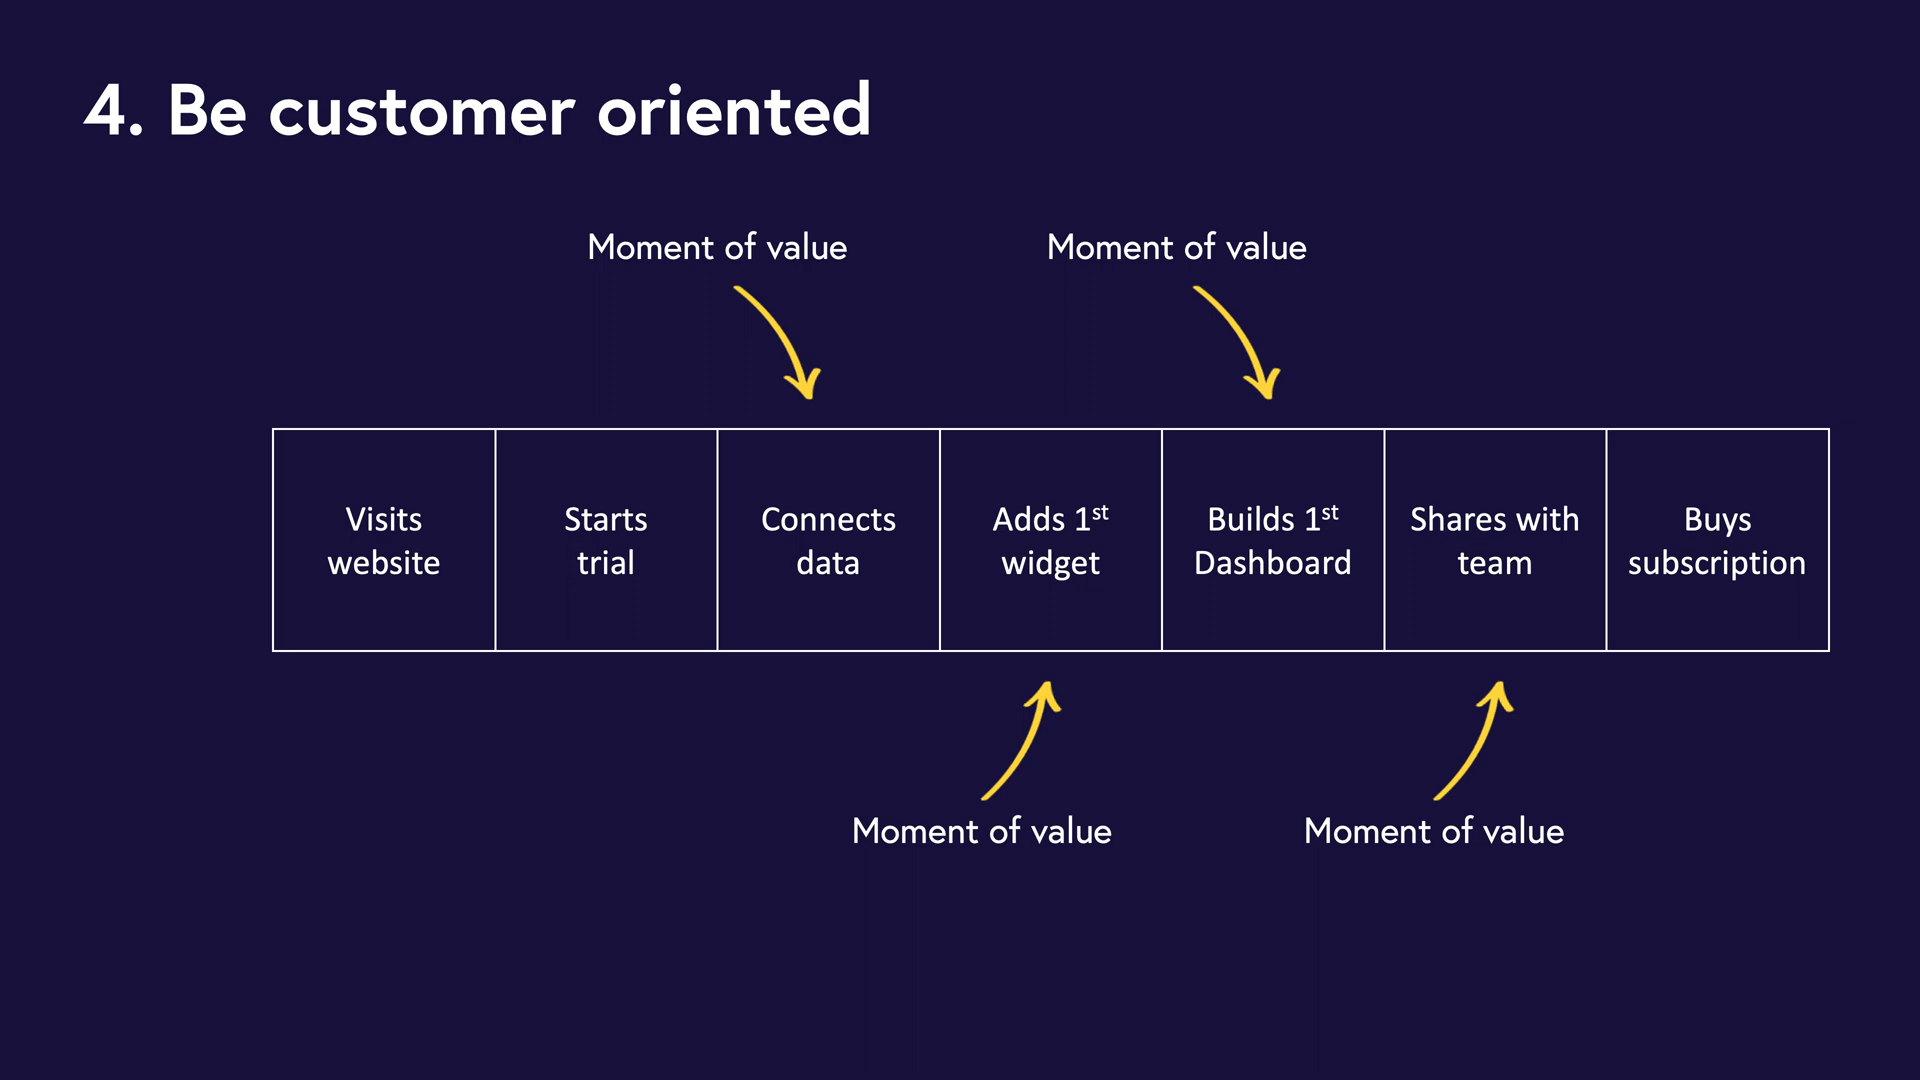 4. Be customer oriented
Moment of value
Moment of value
Visits
website
Starts
trial
Connects
data
Adds 1st
widget
Builds 1st
Dashboard
Shares with
team
Buys
subscription
Moment of value
Moment of value